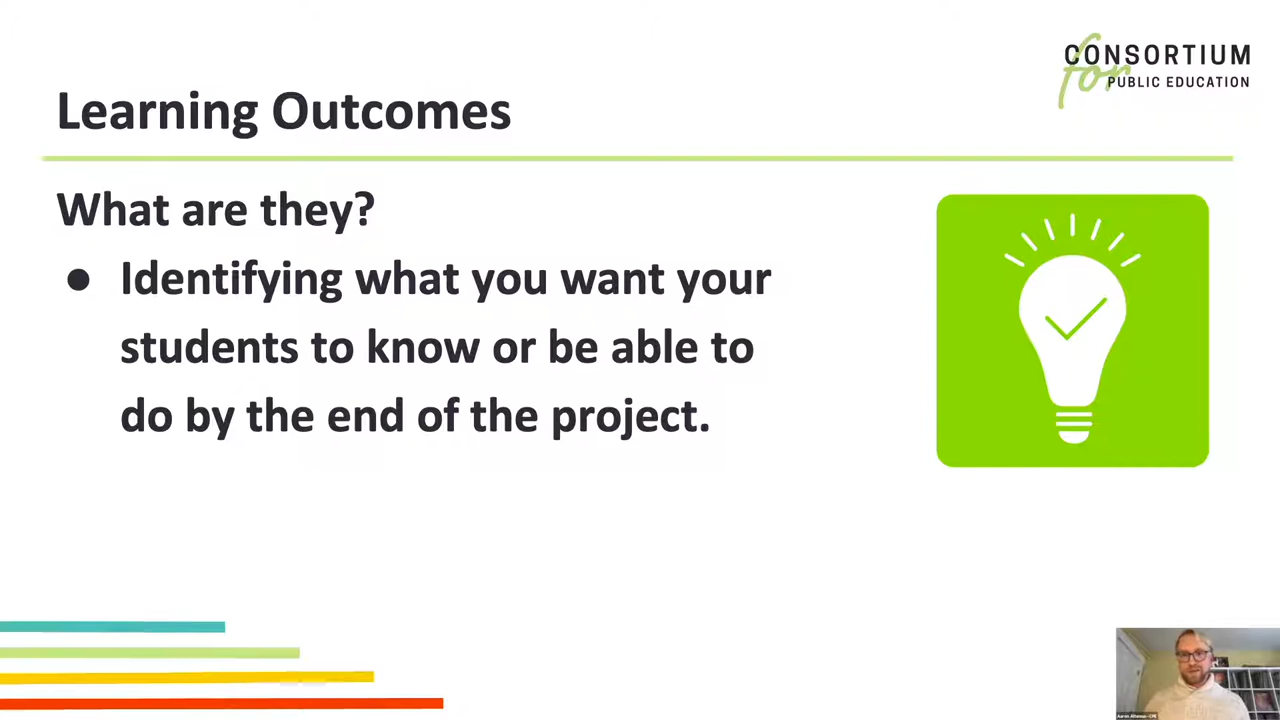 CONSORTIUM
for PUBLIC EDUCATION
Learning Outcomes
What are they?
● Identifying what you want your
students to know or be able to
do by the end of the project.